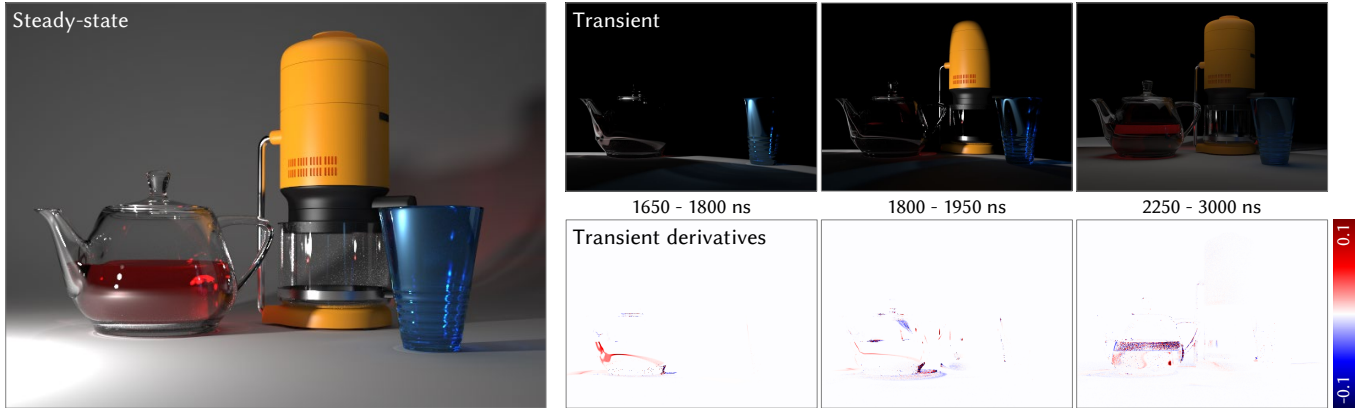 Steady-state
Transient
1650 - 1800 ns
1800 - 1950 ns
2250 - 3000 ns
Transient derivatives
0.1
-0.1